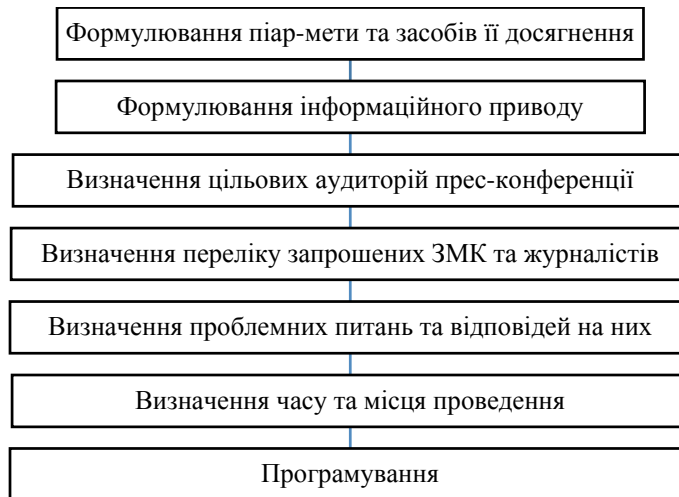 Формулювання піар-мети та засобів її досягнення
Формулювання інформаційного приводу
Визначення цільових аудиторій прес-конференції
Визначення переліку запрошених ЗМК та журналістів
Визначення проблемних питань та відповідей на них
Визначення часу та місця проведення
Програмування